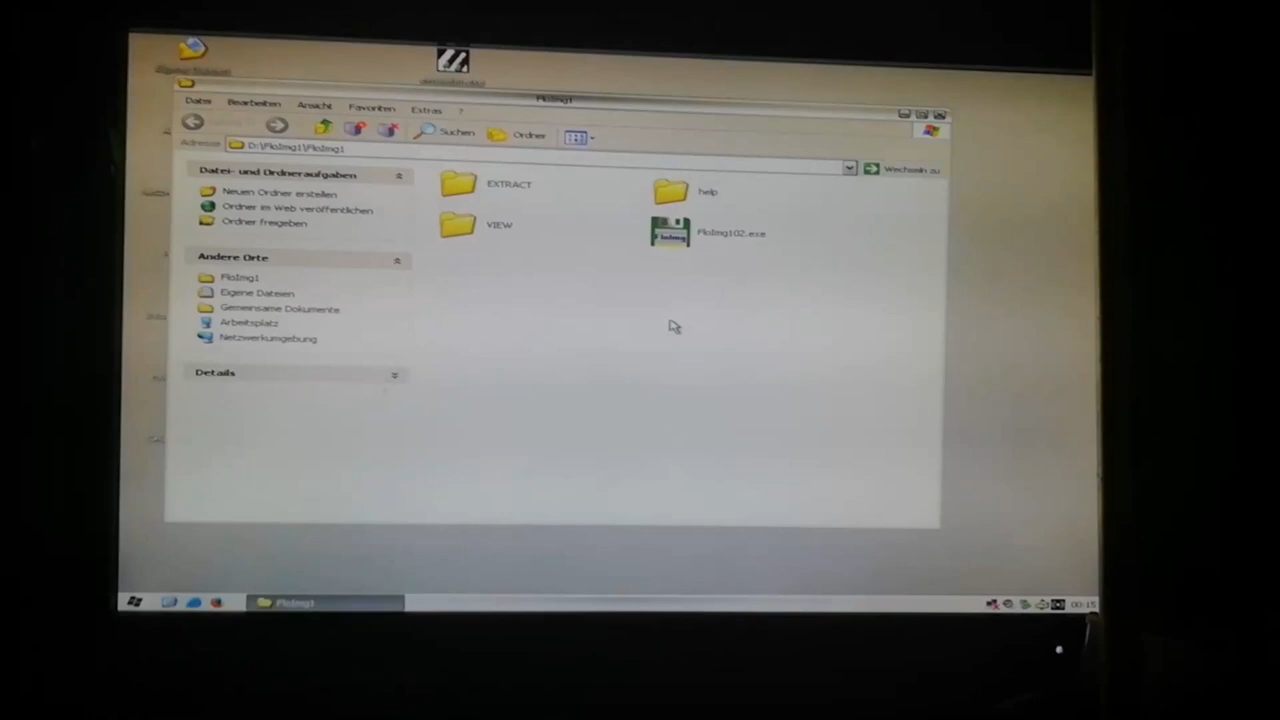 FloImg1
Datei Bearbeiten Ansicht Favoriten Extras ?
Suchen Ordner
Adresse D:\FloImg1\FloImg1 Wechseln zu
Datei- und Ordneraufgaben
Neuen Ordner erstellen
Ordner im Web veröffentlichen
Ordner freigeben
Andere Orte
FloImg1
Eigene Dateien
Gemeinsame Dokumente
Arbeitsplatz
Netzwerkumgebung
Details
EXTRACT help
VIEW FloImg102.exe
FloImg
FloImg1 00:15